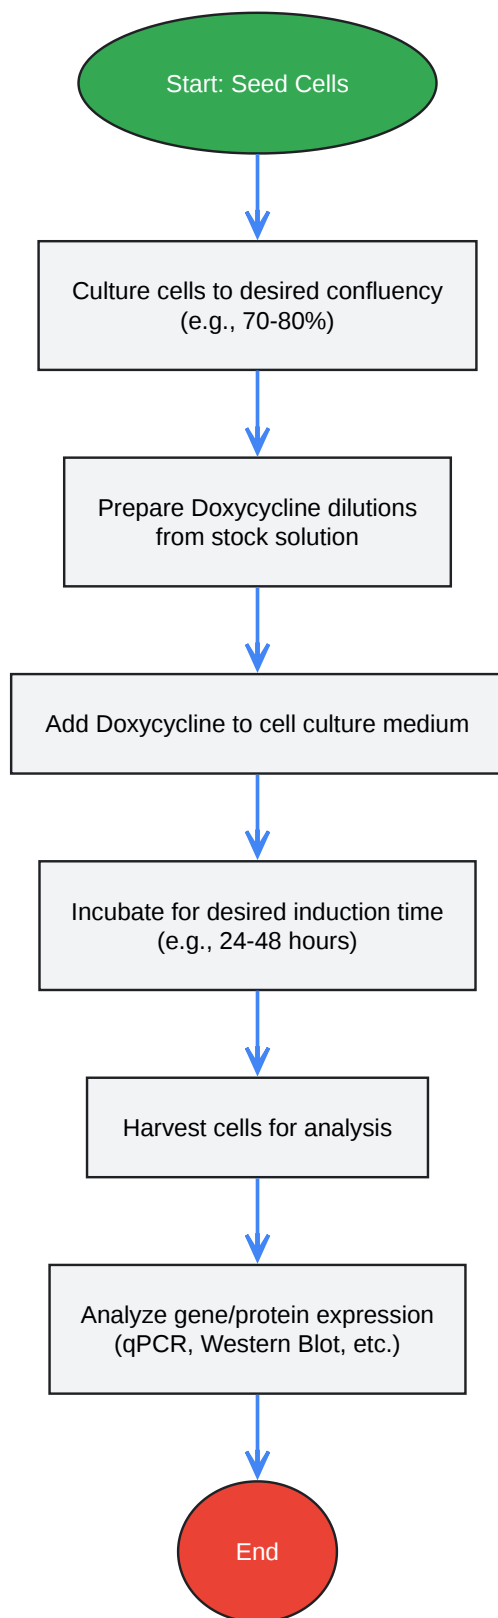 Start: Seed Cells
Culture cells to desired confluency
(e.g., 70-80%)
Prepare Doxycycline dilutions
from stock solution
Add Doxycycline to cell culture medium
Incubate for desired induction time
(e.g., 24-48 hours)
Harvest cells for analysis
Analyze gene/protein expression
(qPCR, Western Blot, etc.)
End